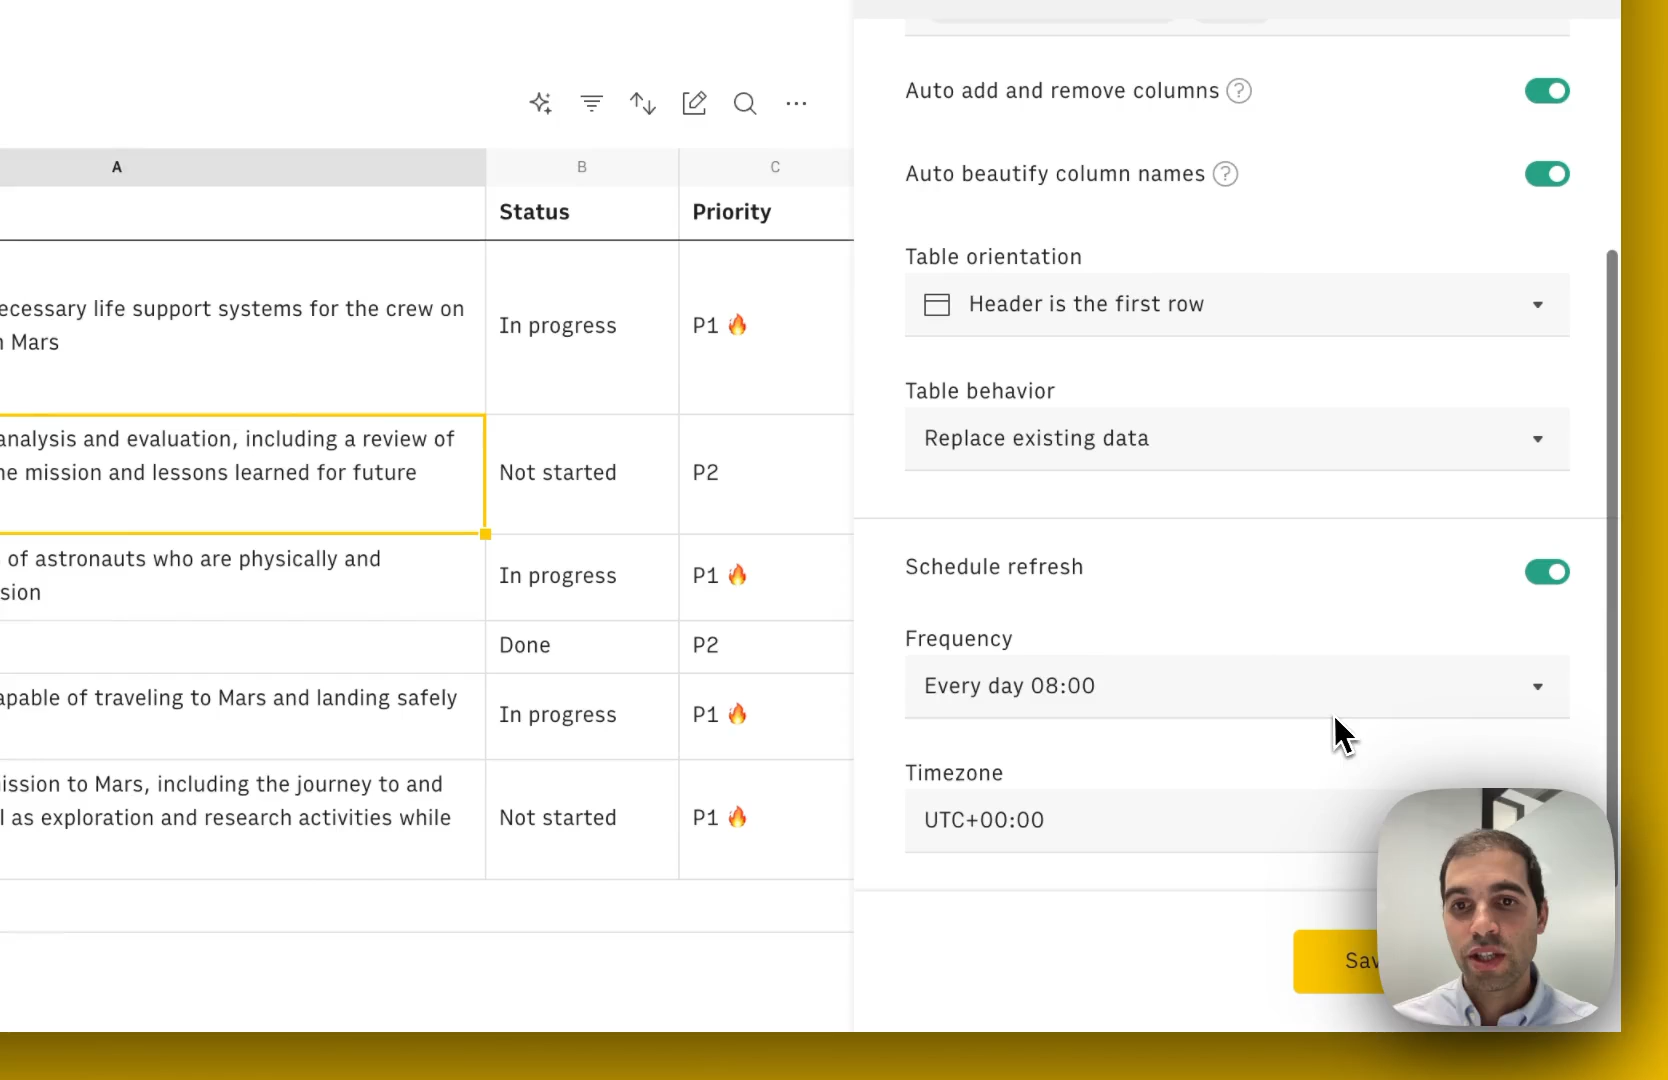 A
B
C
Status
Priority
ecessary life support systems for the crew on
Mars
In progress
P1 🔥
analysis and evaluation, including a review of
he mission and lessons learned for future
Not started
P2
of astronauts who are physically and
sion
In progress
P1 🔥
Done
P2
apable of traveling to Mars and landing safely
In progress
P1 🔥
ission to Mars, including the journey to and
l as exploration and research activities while
Not started
P1 🔥
Auto add and remove columns ?
Auto beautify column names ?
Table orientation
Header is the first row
Table behavior
Replace existing data
Schedule refresh
Frequency
Every day 08:00
Timezone
UTC+00:00
Sav